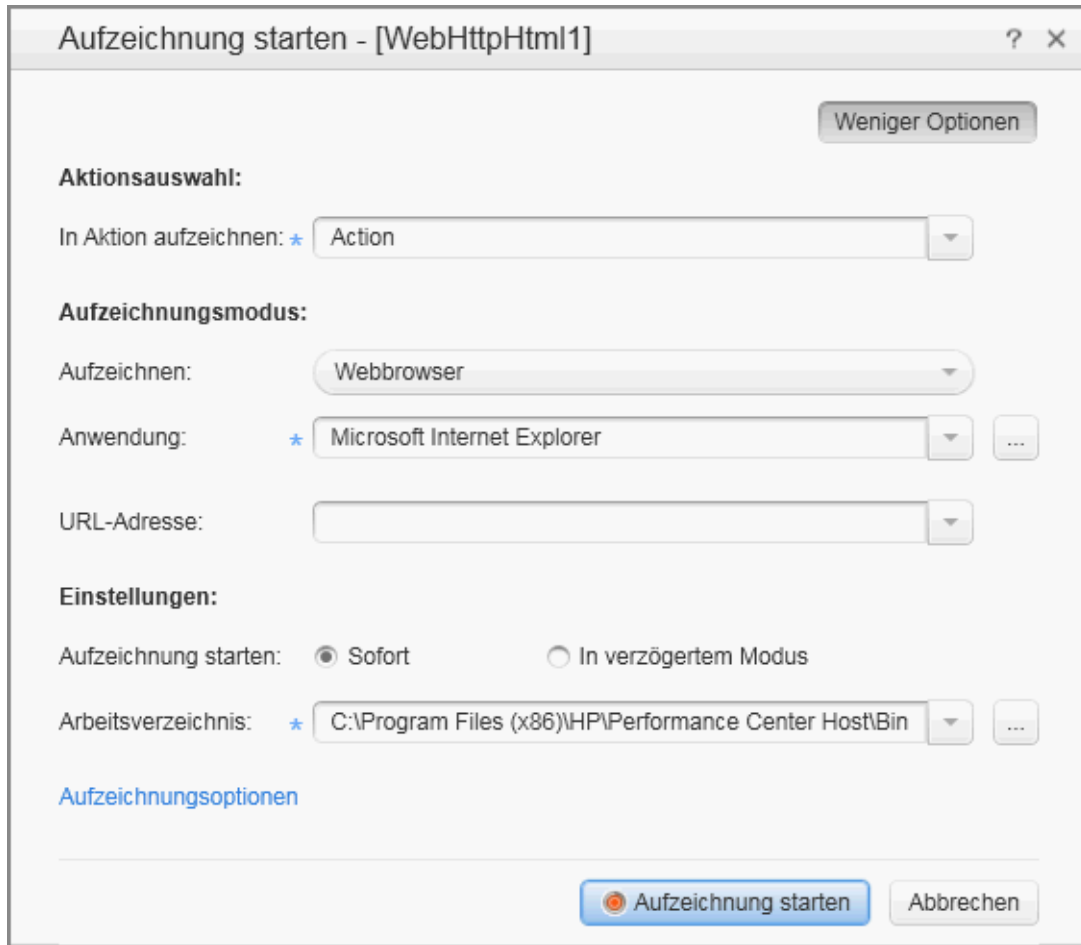 Aufzeichnung starten - [WebHttpHtml1] ? ×
Weniger Optionen
Aktionsauswahl:
In Aktion aufzeichnen: * Action
Aufzeichnungsmodus:
Aufzeichnen: Webbrowser
Anwendung: * Microsoft Internet Explorer ...
URL-Adresse:
Einstellungen:
Aufzeichnung starten: Sofort In verzögertem Modus
Arbeitsverzeichnis: * C:\Program Files (x86)\HP\Performance Center Host\Bin ...
Aufzeichnungsoptionen
Aufzeichnung starten Abbrechen